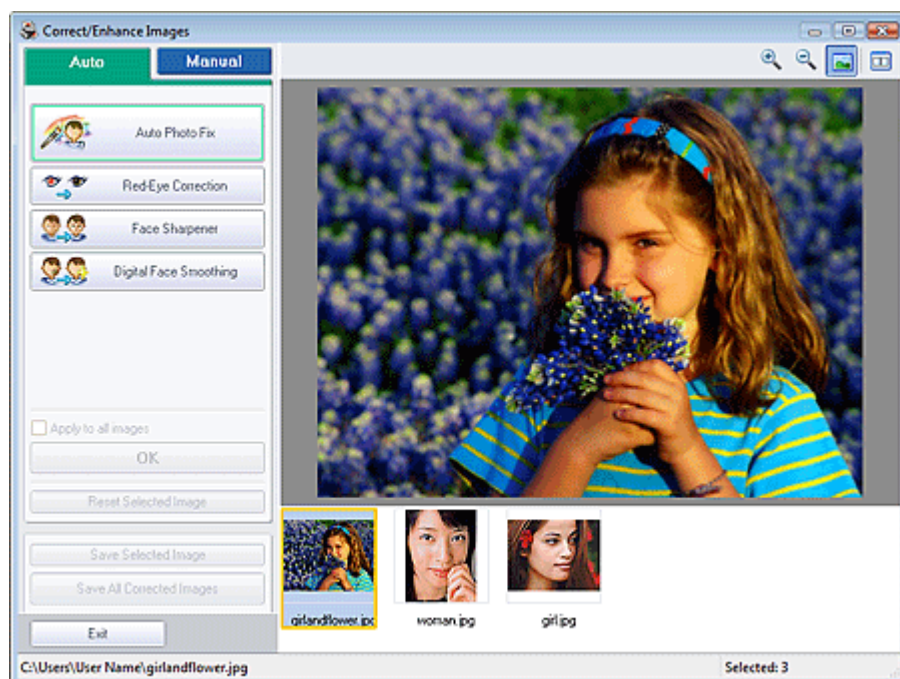 Correct/Enhance Images
Auto
Manual
Auto Photo Fix
Red-Eye Correction
Face Sharpener
Digital Face Smoothing
Apply to all images
OK
Reset Selected Image
Save Selected Image
Save All Corrected Images
Exit
girlandflower.jpg
woman.jpg
girl.jpg
C:\Users\User Name\girlandflower.jpg
Selected: 3